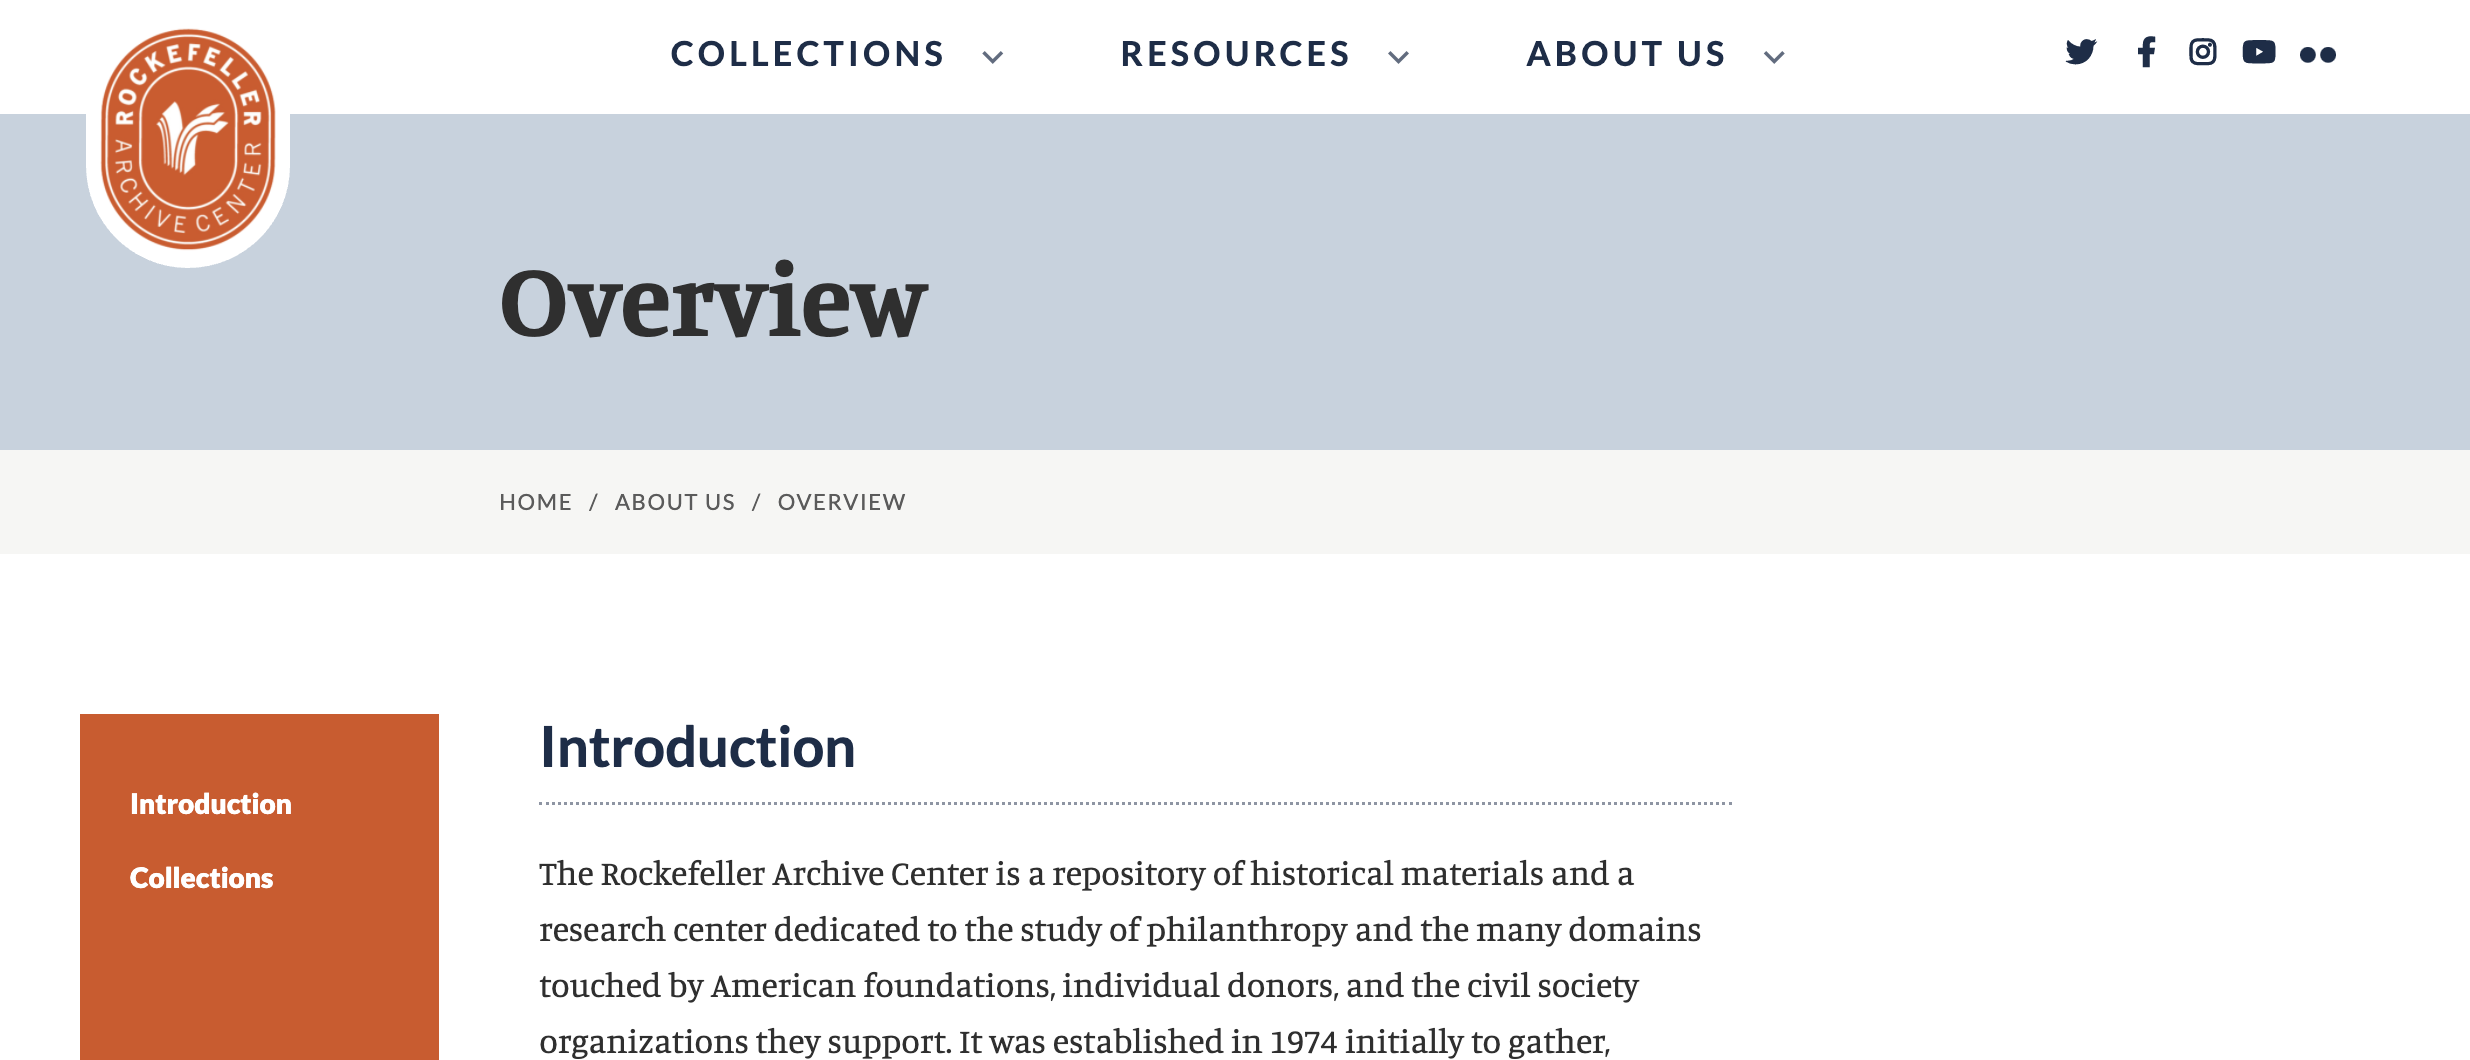 ROCKEFELLER
ARCHIVE CENTER
COLLECTIONS
RESOURCES
ABOUT US
Overview
HOME / ABOUT US / OVERVIEW
Introduction
Collections
Introduction
The Rockefeller Archive Center is a repository of historical materials and a
research center dedicated to the study of philanthropy and the many domains
touched by American foundations, individual donors, and the civil society
organizations they support. It was established in 1974 initially to gather,